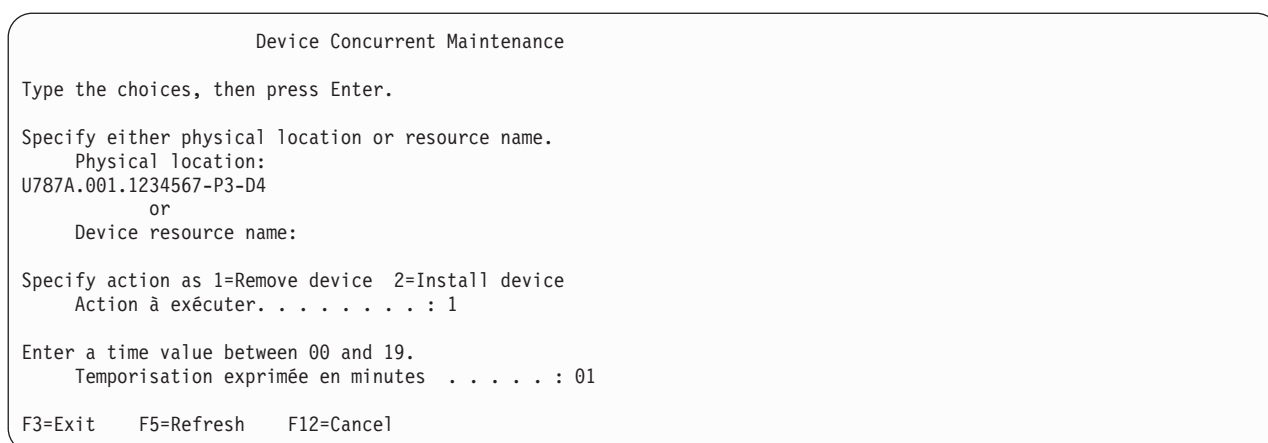 Device Concurrent Maintenance
Type the choices, then press Enter.
Specify either physical location or resource name.
Physical location:
U787A.001.1234567-P3-D4
or
Device resource name:
Specify action as 1=Remove device 2=Install device
Action à exécuter. . . . . . . . : 1
Enter a time value between 00 and 19.
Temporisation exprimée en minutes . . . . . : 01
F3=Exit F5=Refresh F12=Cancel